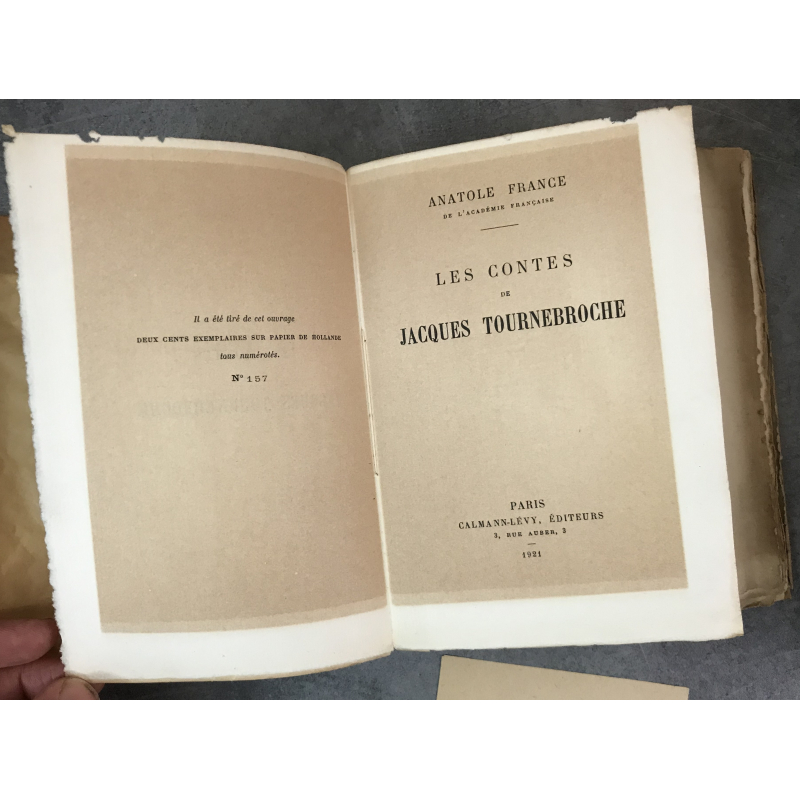 Il a été tiré de cet ouvrage
DEUX CENTS EXEMPLAIRES SUR PAPIER DE HOLLANDE
tous numérotés.
N° 157
ANATOLE FRANCE
DE L'ACADÉMIE FRANÇAISE
LES CONTES
DE
JACQUES TOURNEBROCHE
PARIS
CALMANN-LÉVY, ÉDITEURS
3, RUE AUBER, 3
1921